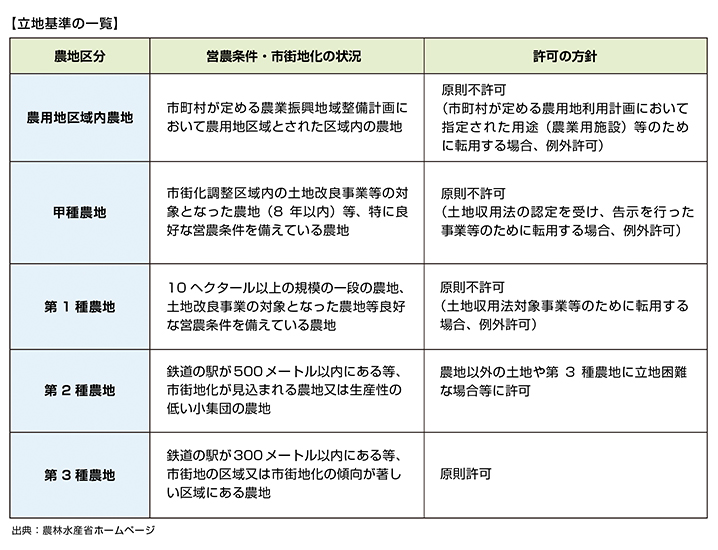 【立地基準の一覧】
農地区分
営農条件・市街地化の状況
許可の方針
農用地区域内農地
市町村が定める農業振興地域整備計画に
おいて農用地区域とされた区域内の農地
原則不許可
（市町村が定める農用地利用計画において
指定された用途（農業用施設）等のため
に転用する場合、例外許可）
甲種農地
市街化調整区域内の土地改良事業等の対
象となった農地（8 年以内）等、特に良
好な営農条件を備えている農地
原則不許可
（土地収用法の認定を受け、告示を行った
事業等のために転用する場合、例外許可）
第 1 種農地
10 ヘクタール以上の規模の一段の農地、
土地改良事業の対象となった農地等良好
な営農条件を備えている農地
原則不許可
（土地収用法対象事業等のために転用する
場合、例外許可）
第 2 種農地
鉄道の駅が500メートル以内にある等、
市街地化が見込まれる農地又は生産性の
低い小集団の農地
農地以外の土地や第 3 種農地に立地困難
な場合等に許可
第 3 種農地
鉄道の駅が300メートル以内にある等、
市街地の区域又は市街地化の傾向が著し
い区域にある農地
原則許可
出典：農林水産省ホームページ